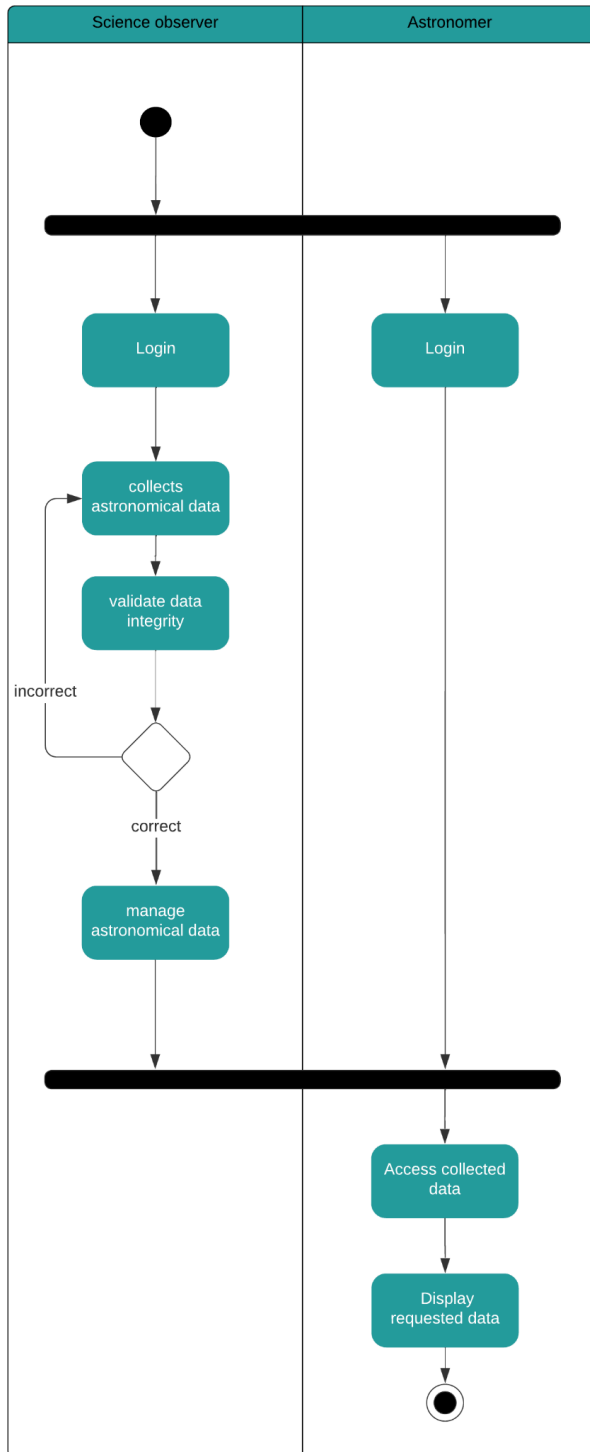 Science observer
Astronomer
Login
Login
collects
astronomical data
validate data
integrity
incorrect
correct
manage
astronomical data
Access collected
data
Display
requested data